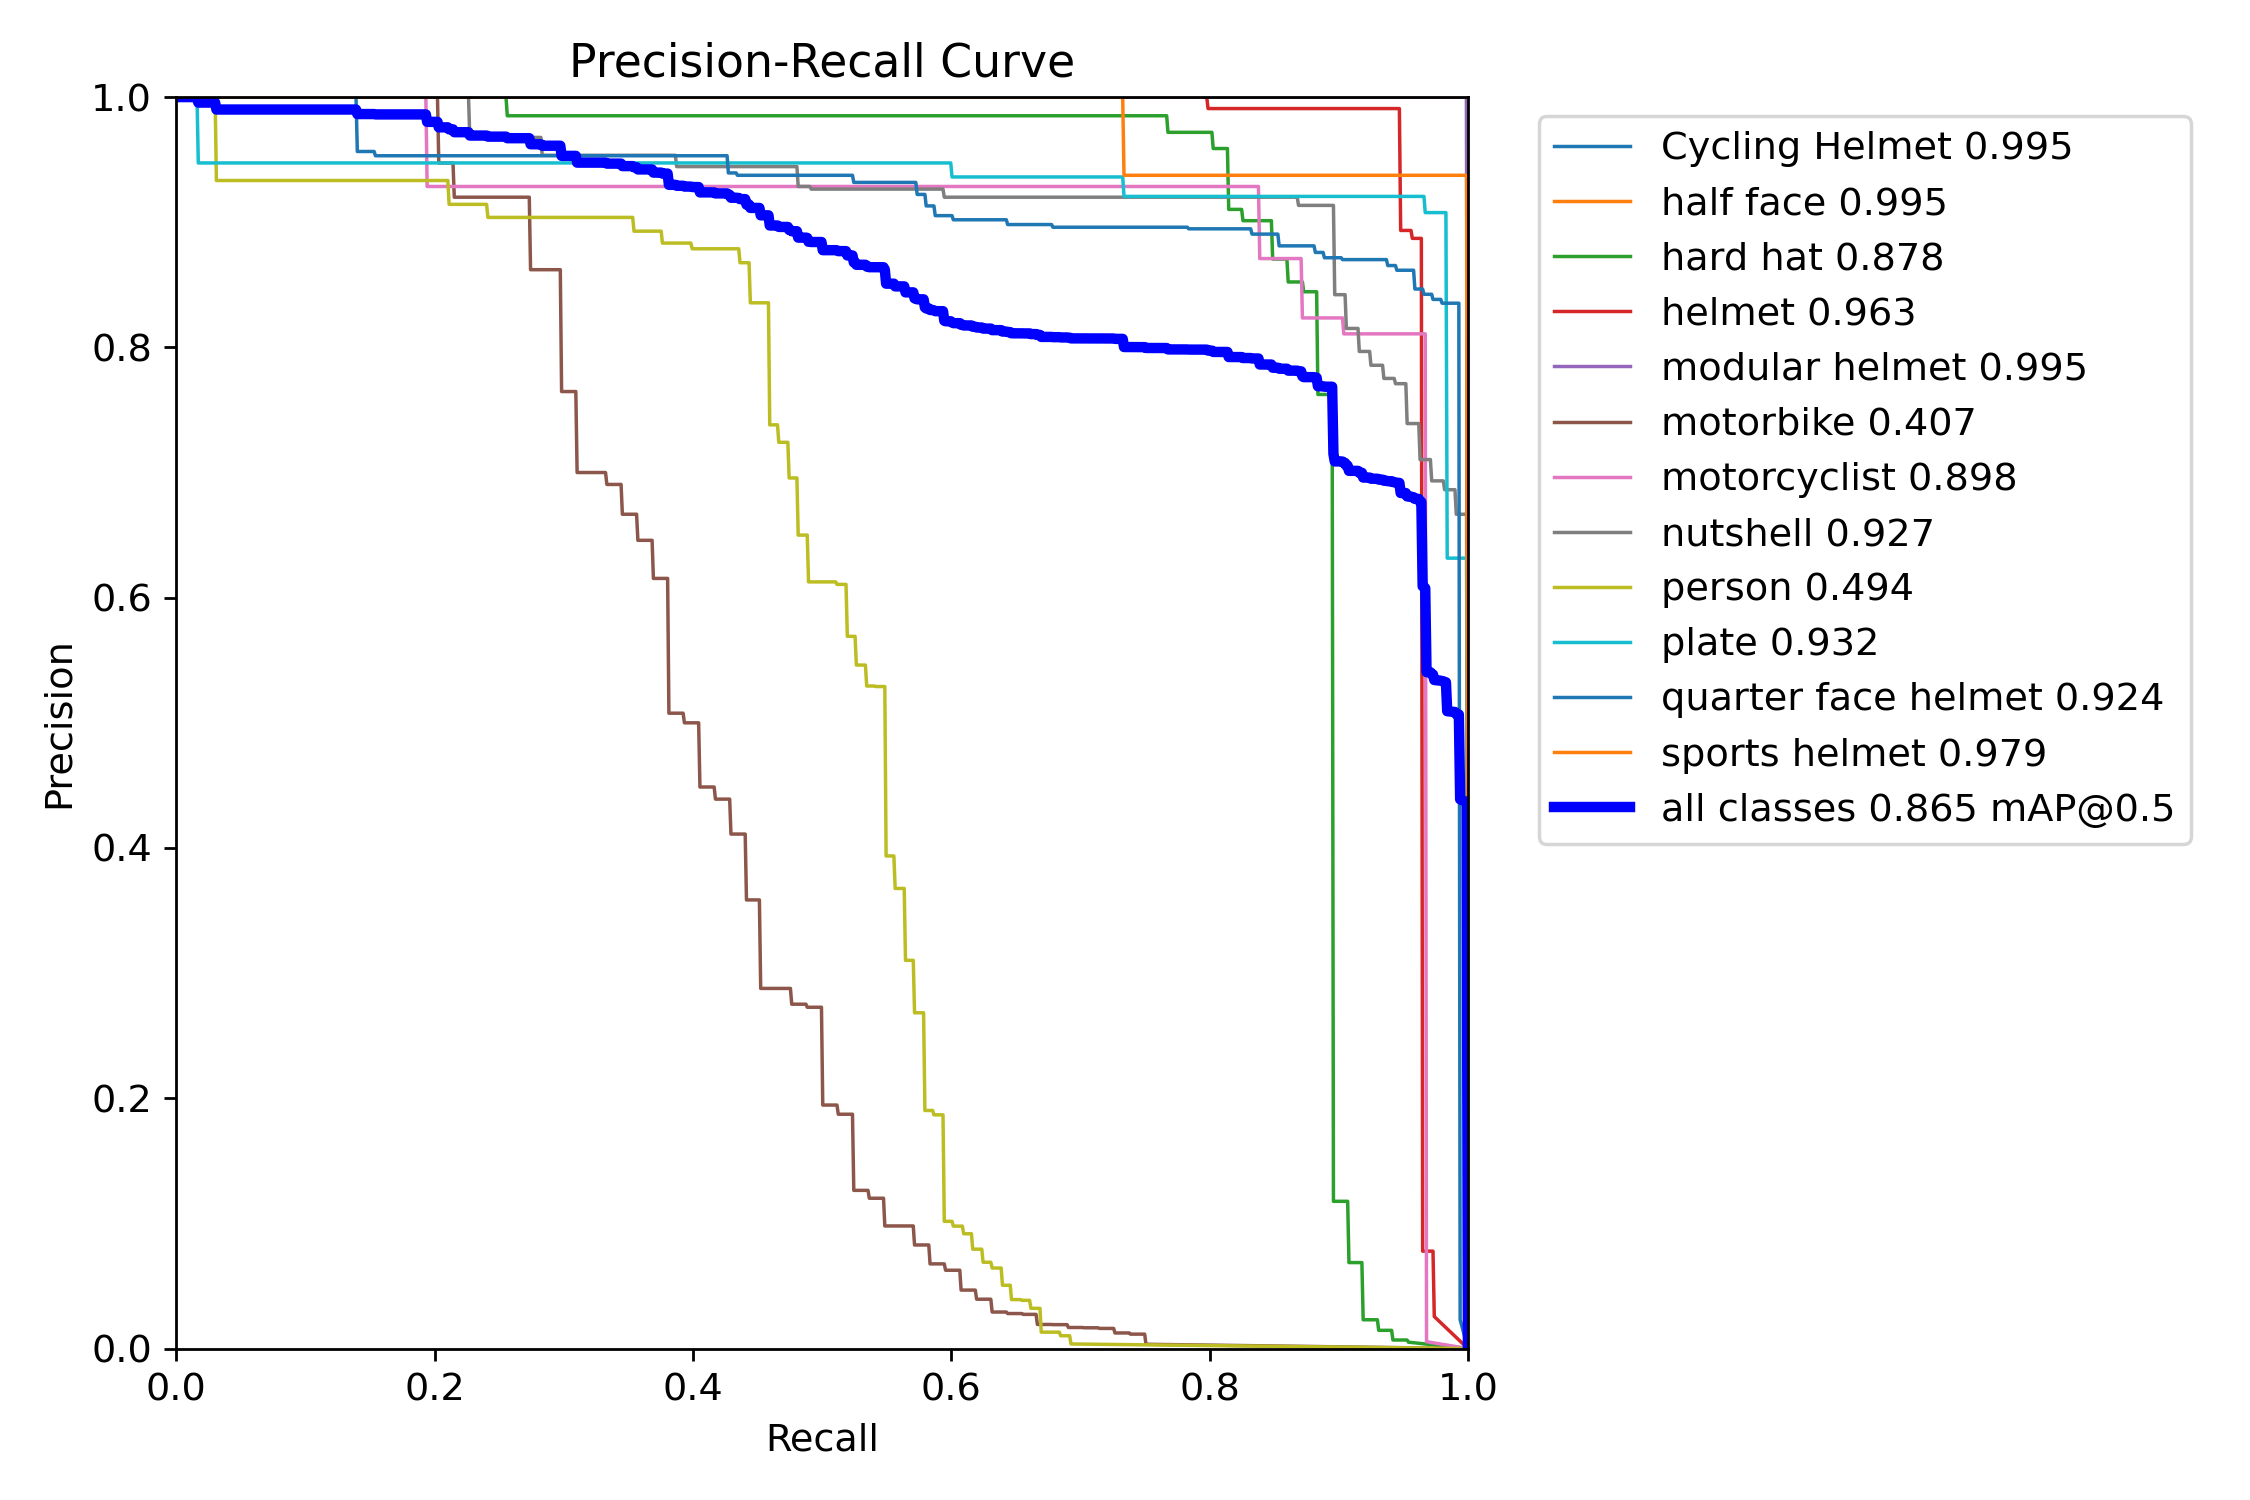 Precision-Recall Curve
1.0
0.8
0.6
0.4
0.2
0.0
Precision
0.0 0.2 0.4 0.6 0.8 1.0
Recall
Cycling Helmet 0.995
half face 0.995
hard hat 0.878
helmet 0.963
modular helmet 0.995
motorbike 0.407
motorcyclist 0.898
nutshell 0.927
person 0.494
plate 0.932
quarter face helmet 0.924
sports helmet 0.979
all classes 0.865 mAP@0.5